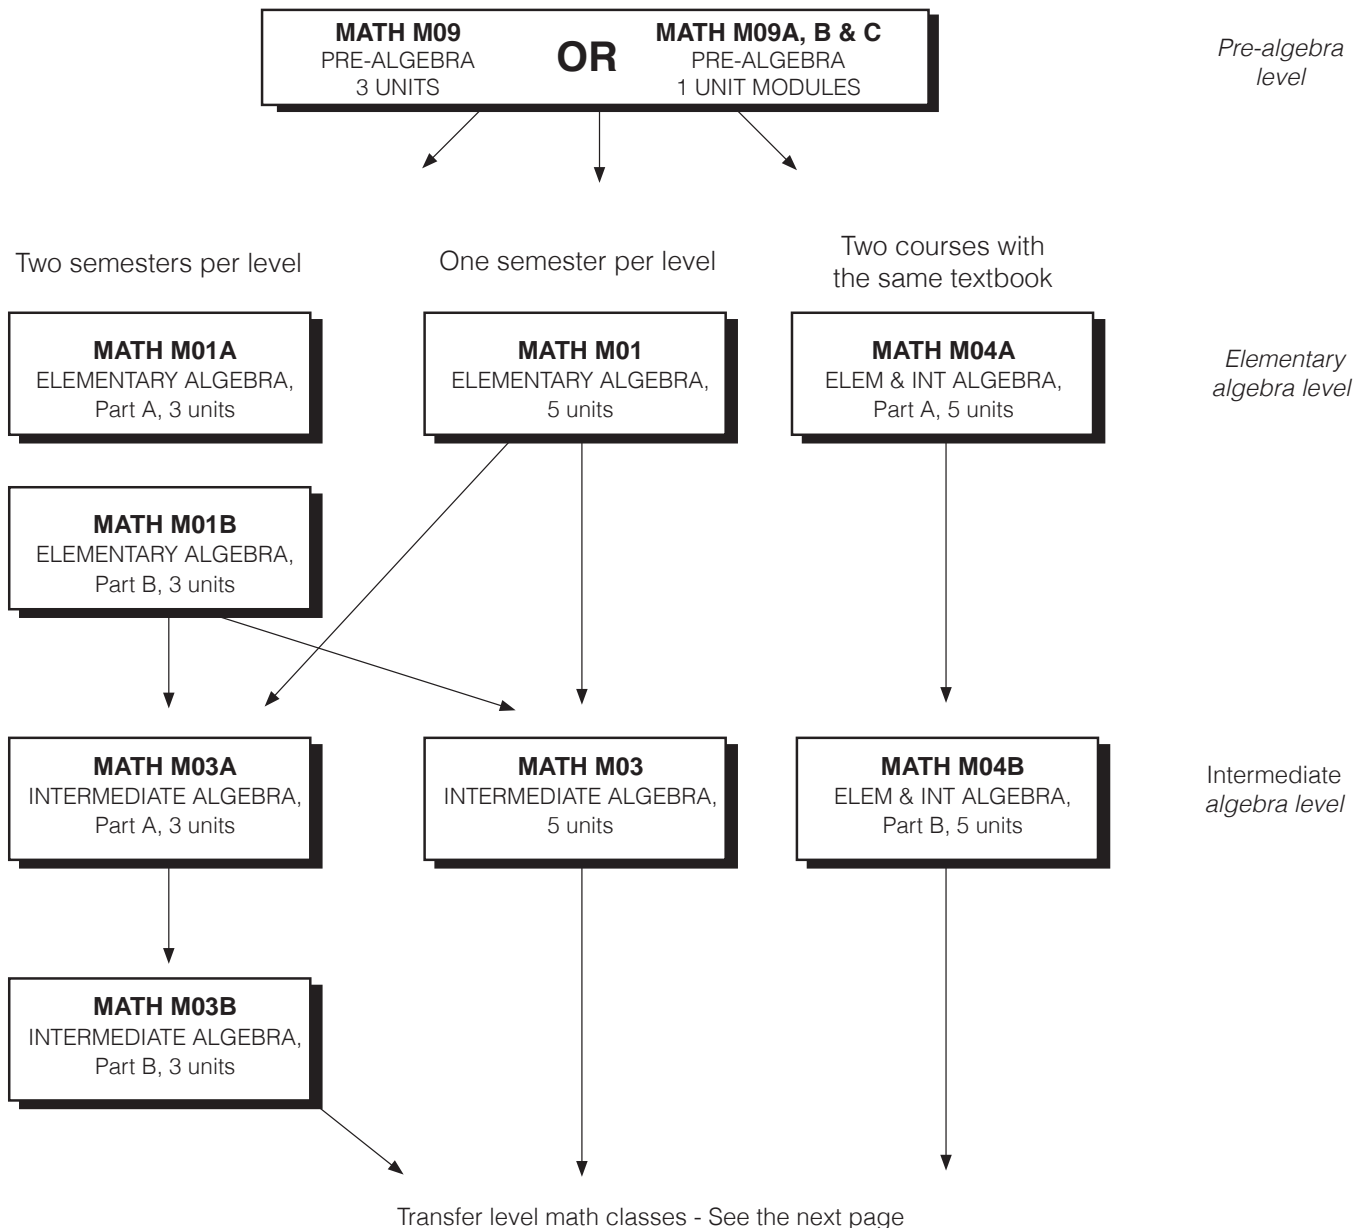 MATH M09
PRE-ALGEBRA
3 UNITS
OR
MATH M09A, B & C
PRE-ALGEBRA
1 UNIT MODULES
Pre-algebra
level
Two semesters per level
One semester per level
Two courses with
the same textbook
MATH M01A
ELEMENTARY ALGEBRA,
Part A, 3 units
MATH M01
ELEMENTARY ALGEBRA,
5 units
MATH M04A
ELEM & INT ALGEBRA,
Part A, 5 units
Elementary
algebra level
MATH M01B
ELEMENTARY ALGEBRA,
Part B, 3 units
MATH M03A
INTERMEDIATE ALGEBRA,
Part A, 3 units
MATH M03
INTERMEDIATE ALGEBRA,
5 units
MATH M04B
ELEM & INT ALGEBRA,
Part B, 5 units
Intermediate
algebra level
MATH M03B
INTERMEDIATE ALGEBRA,
Part B, 3 units
Transfer level math classes - See the next page